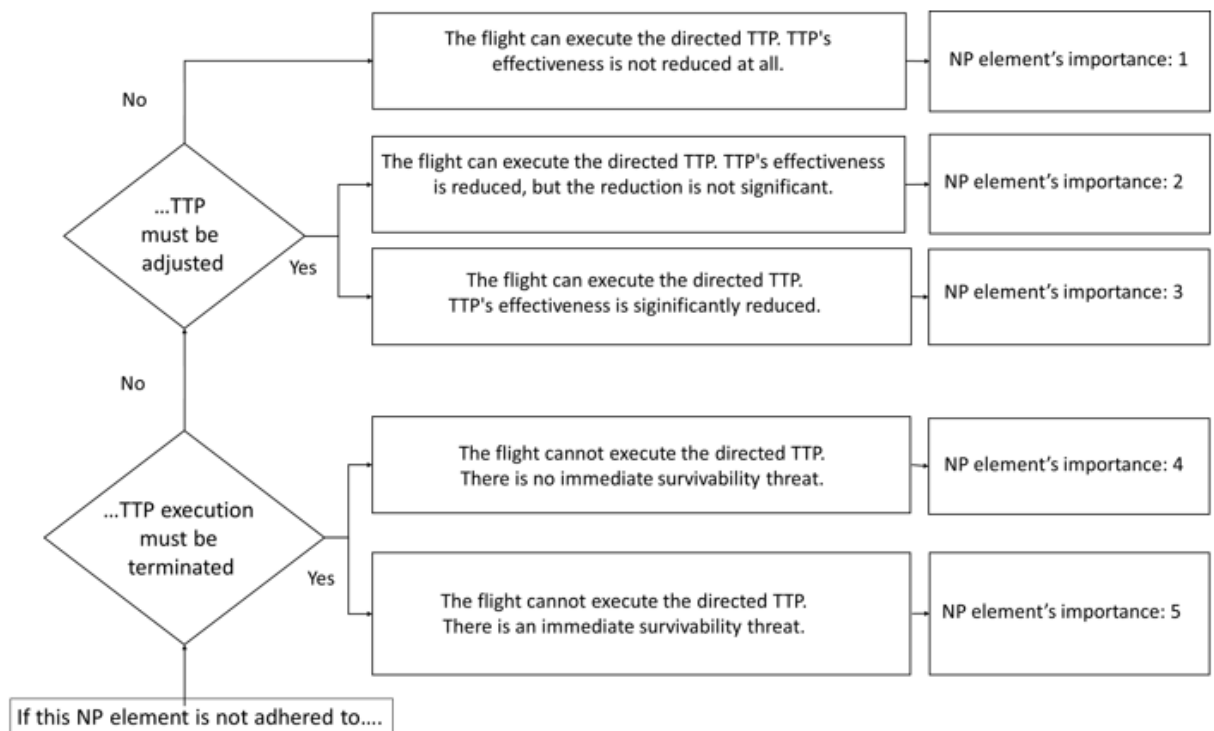 The flight can execute the directed TTP. TTP's
effectiveness is not reduced at all.
NP element's importance: 1
No
The flight can execute the directed TTP. TTP's effectiveness
is reduced, but the reduction is not significant.
NP element's importance: 2
...TTP
must be
adjusted
Yes
The flight can execute the directed TTP.
TTP's effectiveness is siginificantly reduced.
NP element's importance: 3
No
The flight cannot execute the directed TTP.
There is no immediate survivability threat.
NP element's importance: 4
...TTP execution
must be
terminated
Yes
The flight cannot execute the directed TTP.
There is an immediate survivability threat.
NP element's importance: 5
If this NP element is not adhered to....